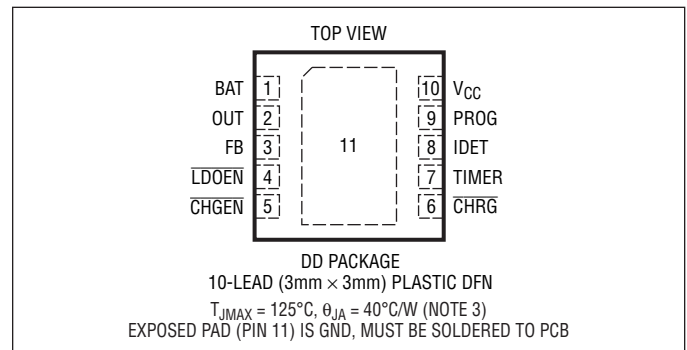 TOP VIEW
BAT 1 10 VCC
OUT 2 9 PROG
FB 3 11 8 IDET
LDOEN 4 7 TIMER
CHGEN 5 6 CHRG
DD PACKAGE
10-LEAD (3mm × 3mm) PLASTIC DFN
TJMAX = 125°C, θJA = 40°C/W (NOTE 3)
EXPOSED PAD (PIN 11) IS GND, MUST BE SOLDERED TO PCB